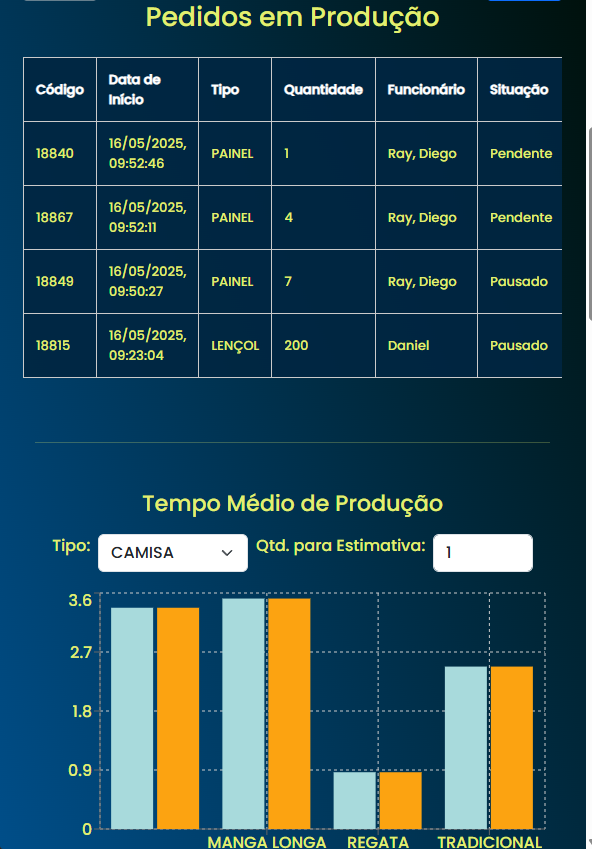 Pedidos em Produção
Código Data de Início Tipo Quantidade Funcionário Situação
18840 16/05/2025, 09:52:46 PAINEL 1 Ray, Diego Pendente
18867 16/05/2025, 09:52:11 PAINEL 4 Ray, Diego Pendente
18849 16/05/2025, 09:50:27 PAINEL 7 Ray, Diego Pausado
18815 16/05/2025, 09:23:04 LENÇOL 200 Daniel Pausado
Tempo Médio de Produção
Tipo: CAMISA Qtd. para Estimativa: 1
3.6
2.7
1.8
0.9
0
MANGA LONGA REGATA TRADICIONAL